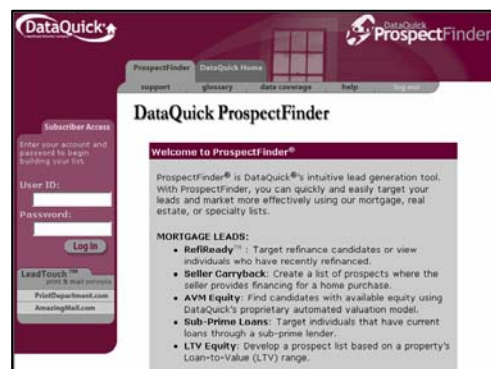 DataQuick
DataQuick
ProspectFinder
ProspectFinder DataQuick Home
support glossary data coverage help log out
DataQuick ProspectFinder
Subscriber Access
Enter your account and
password to begin
building your list.
User ID:
Password:
Log In
LeadTouch™
print & mail services
PrintDepartment.com
AmazingMail.com
Welcome to ProspectFinder®
ProspectFinder® is DataQuick®'s intuitive lead generation tool.
With ProspectFinder, you can quickly and easily target your
leads and market more effectively using our mortgage, real
estate, or specialty lists.
MORTGAGE LEADS:
• RefiReady™ : Target refinance candidates or view
individuals who have recently refinanced.
• Seller Carryback: Create a list of prospects where the
seller provides financing for a home purchase.
• AVM Equity: Find candidates with available equity using
DataQuick's proprietary automated valuation model.
• Sub-Prime Loans: Target individuals that have current
loans through a sub-prime lender.
• LTV Equity: Develop a prospect list based on a property's
Loan-to-Value (LTV) range.